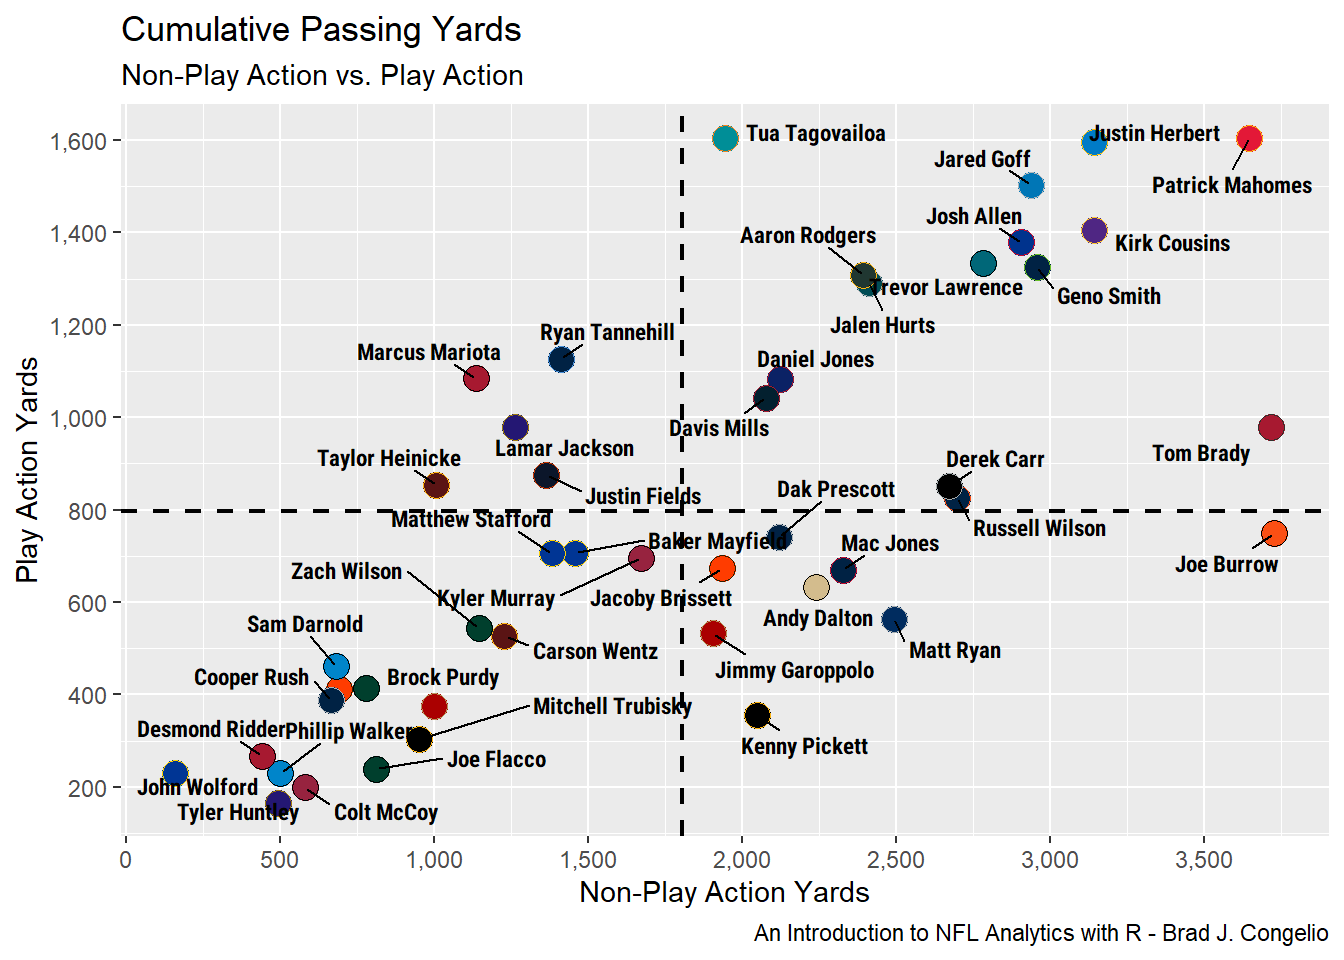 Cumulative Passing Yards
Non-Play Action vs. Play Action
Play Action Yards
1,600
1,400
1,200
1,000
800
600
400
200
Tua Tagovailoa
Justin Herbert
Jared Goff
Patrick Mahomes
Josh Allen
Aaron Rodgers
Kirk Cousins
Trevor Lawrence
Geno Smith
Jalen Hurts
Ryan Tannehill
Marcus Mariota
Daniel Jones
Davis Mills
Lamar Jackson
Tom Brady
Taylor Heinicke
Derek Carr
Justin Fields
Dak Prescott
Matthew Stafford
Russell Wilson
Baker Mayfield
Mac Jones
Joe Burrow
Zach Wilson
Kyler Murray
Jacoby Brissett
Andy Dalton
Sam Darnold
Carson Wentz
Matt Ryan
Jimmy Garoppolo
Cooper Rush
Brock Purdy
Mitchell Trubisky
Desmond Ridder
Phillip Walker
Kenny Pickett
Joe Flacco
John Wolford
Tyler Huntley
Colt McCoy
0
500
1,000
1,500
2,000
2,500
3,000
3,500
Non-Play Action Yards
An Introduction to NFL Analytics with R - Brad J. Congelio